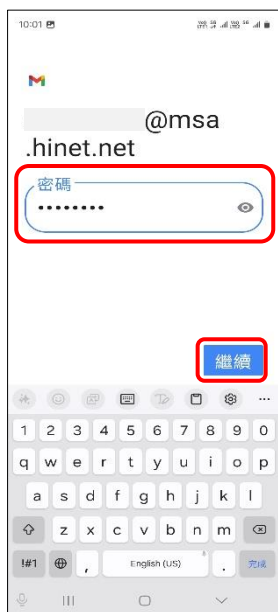 10:01
@msa
.hinet.net
密碼
••••••••
繼續
1 2 3 4 5 6 7 8 9 0
q w e r t y u i o p
a s d f g h j k l
z x c v b n m
!#1 , English (US) . 完成